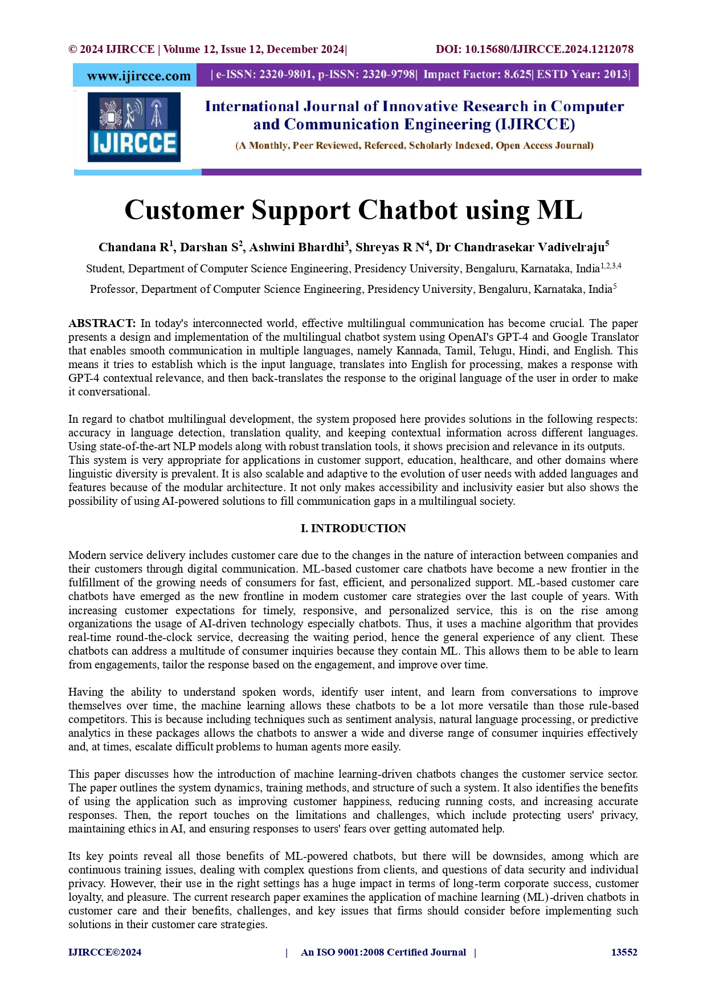 © 2024 IJIRCCE | Volume 12, Issue 12, December 2024| DOI: 10.15680/IJIRCCE.2024.1212078
www.ijircce.com | e-ISSN: 2320-9801, p-ISSN: 2320-9798| Impact Factor: 8.625| ESTD Year: 2013|
IJIRCCE
International Journal of Innovative Research in Computer
and Communication Engineering (IJIRCCE)
(A Monthly, Peer Reviewed, Refereed, Scholarly Indexed, Open Access Journal)
Customer Support Chatbot using ML
Chandana R1, Darshan S2, Ashwini Bhardhi3, Shreyas R N4, Dr Chandrasekar Vadivelraju5
Student, Department of Computer Science Engineering, Presidency University, Bengaluru, Karnataka, India1,2,3,4
Professor, Department of Computer Science Engineering, Presidency University, Bengaluru, Karnataka, India5
ABSTRACT: In today's interconnected world, effective multilingual communication has become crucial. The paper
presents a design and implementation of the multilingual chatbot system using OpenAI's GPT-4 and Google Translator
that enables smooth communication in multiple languages, namely Kannada, Tamil, Telugu, Hindi, and English. This
means it tries to establish which is the input language, translates into English for processing, makes a response with
GPT-4 contextual relevance, and then back-translates the response to the original language of the user in order to make
it conversational.
In regard to chatbot multilingual development, the system proposed here provides solutions in the following respects:
accuracy in language detection, translation quality, and keeping contextual information across different languages.
Using state-of-the-art NLP models along with robust translation tools, it shows precision and relevance in its outputs.
This system is very appropriate for applications in customer support, education, healthcare, and other domains where
linguistic diversity is prevalent. It is also scalable and adaptive to the evolution of user needs with added languages and
features because of the modular architecture. It not only makes accessibility and inclusivity easier but also shows the
possibility of using AI-powered solutions to fill communication gaps in a multilingual society.
I. INTRODUCTION
Modern service delivery includes customer care due to the changes in the nature of interaction between companies and
their customers through digital communication. ML-based customer care chatbots have become a new frontier in the
fulfillment of the growing needs of consumers for fast, efficient, and personalized support. ML-based customer care
chatbots have emerged as the new frontline in modern customer care strategies over the last couple of years. With
increasing customer expectations for timely, responsive, and personalized service, this is on the rise among
organizations the usage of AI-driven technology especially chatbots. Thus, it uses a machine algorithm that provides
real-time round-the-clock service, decreasing the waiting period, hence the general experience of any client. These
chatbots can address a multitude of consumer inquiries because they contain ML. This allows them to be able to learn
from engagements, tailor the response based on the engagement, and improve over time.
Having the ability to understand spoken words, identify user intent, and learn from conversations to improve
themselves over time, the machine learning allows these chatbots to be a lot more versatile than those rule-based
competitors. This is because including techniques such as sentiment analysis, natural language processing, or predictive
analytics in these packages allows the chatbots to answer a wide and diverse range of consumer inquiries effectively
and, at times, escalate difficult problems to human agents more easily.
This paper discusses how the introduction of machine learning-driven chatbots changes the customer service sector.
The paper outlines the system dynamics, training methods, and structure of such a system. It also identifies the benefits
of using the application such as improving customer happiness, reducing running costs, and increasing accurate
responses. Then, the report touches on the limitations and challenges, which include protecting users' privacy,
maintaining ethics in AI, and ensuring responses to users' fears over getting automated help.
Its key points reveal all those benefits of ML-powered chatbots, but there will be downsides, among which are
continuous training issues, dealing with complex questions from clients, and questions of data security and individual
privacy. However, their use in the right settings has a huge impact in terms of long-term corporate success, customer
loyalty, and pleasure. The current research paper examines the application of machine learning (ML)-driven chatbots in
customer care and their benefits, challenges, and key issues that firms should consider before implementing such
solutions in their customer care strategies.
IJIRCCE©2024 | An ISO 9001:2008 Certified Journal | 13552